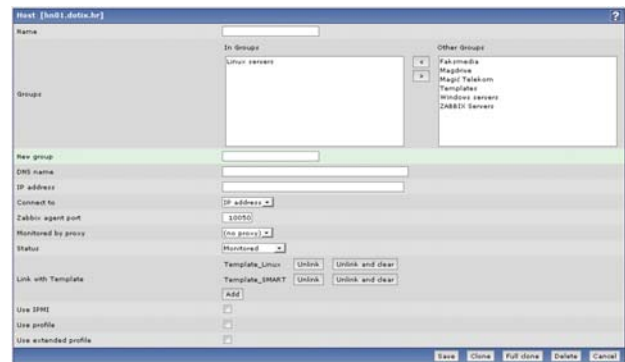 Host [hn01.dotix.hr] ?
Name
In Groups Other Groups
Groups
Linux servers
<
>
Faksmedia
Magdrive
Magić Telekom
Templates
Windows servers
ZABBIX Servers
New group
DNS name
IP address
Connect to IP address
Zabbix agent port 10050
Monitored by proxy (no proxy)
Status Monitored
Link with Template
Template_Linux Unlink Unlink and clear
Template_SMART Unlink Unlink and clear
Add
Use IPMI
Use profile
Use extended profile
Save Clone Full clone Delete Cancel